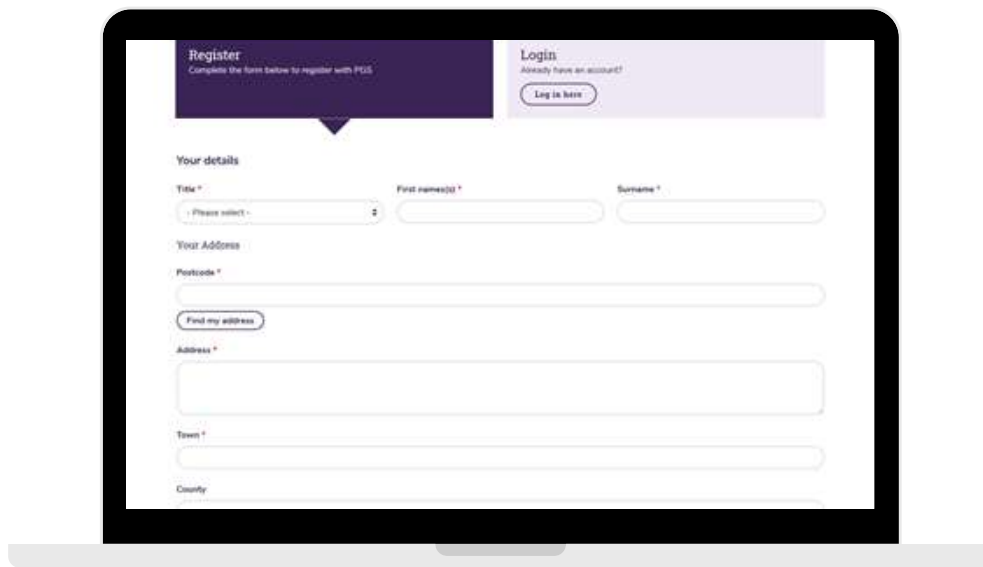 Register
Complete the form below to register with PGS
Login
Already have an account?
Log in here
Your details
Title *
First names(s) *
Surname *
- Please select -
Your Address
Postcode *
Find my address
Address *
Town *
County